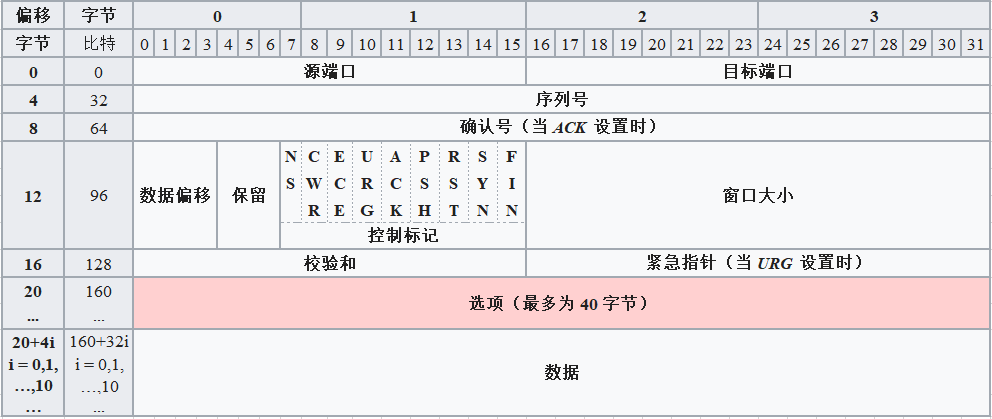 偏移 字节 0 1 2 3
字节 比特 0 1 2 3 4 5 6 7 8 9 10 11 12 13 14 15 16 17 18 19 20 21 22 23 24 25 26 27 28 29 30 31
0 0 源端口 目标端口
4 32 序列号
8 64 确认号（当 ACK 设置时）
12 96 数据偏移 保留 NS CWR ECE URG ACK PSH RST SYN FIN 窗口大小
控制标记
16 128 校验和 紧急指针（当 URG 设置时）
20 160 选项（最多为 40 字节）
... ...
20+4i 160+32i 数据
i = 0,1, i = 0,1,
…,10 …,10
… ...